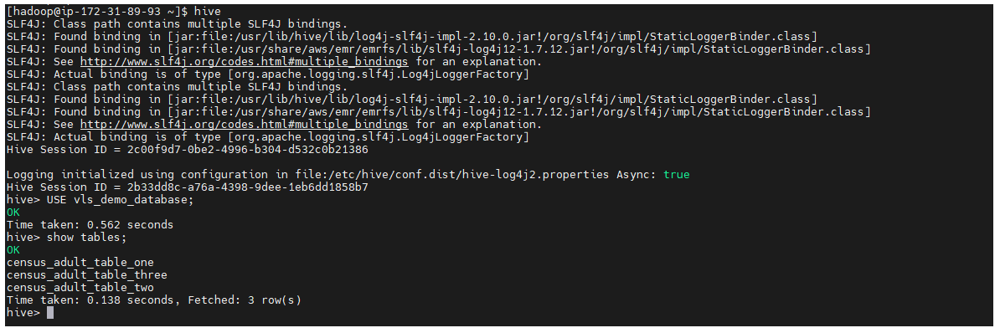 [hadoop@ip-172-31-89-93 ~]$ hive
SLF4J: Class path contains multiple SLF4J bindings.
SLF4J: Found binding in [jar:file:/usr/lib/hive/lib/log4j-slf4j-impl-2.10.0.jar!/org/slf4j/impl/StaticLoggerBinder.class]
SLF4J: Found binding in [jar:file:/usr/share/aws/emr/emrfs/lib/slf4j-log4j12-1.7.12.jar!/org/slf4j/impl/StaticLoggerBinder.class]
SLF4J: See http://www.slf4j.org/codes.html#multiple_bindings for an explanation.
SLF4J: Actual binding is of type [org.apache.logging.slf4j.Log4jLoggerFactory]
SLF4J: Class path contains multiple SLF4J bindings.
SLF4J: Found binding in [jar:file:/usr/lib/hive/lib/log4j-slf4j-impl-2.10.0.jar!/org/slf4j/impl/StaticLoggerBinder.class]
SLF4J: Found binding in [jar:file:/usr/share/aws/emr/emrfs/lib/slf4j-log4j12-1.7.12.jar!/org/slf4j/impl/StaticLoggerBinder.class]
SLF4J: See http://www.slf4j.org/codes.html#multiple_bindings for an explanation.
SLF4J: Actual binding is of type [org.apache.logging.slf4j.Log4jLoggerFactory]
Hive Session ID = 2c00f9d7-0be2-4996-b304-d532c0b21386
Logging initialized using configuration in file:/etc/hive/conf.dist/hive-log4j2.properties Async: true
Hive Session ID = 2b33dd8c-a76a-4398-9dee-1eb6dd1858b7
hive> USE vls_demo_database;
OK
Time taken: 0.562 seconds
hive> show tables;
OK
census_adult_table_one
census_adult_table_three
census_adult_table_two
Time taken: 0.138 seconds, Fetched: 3 row(s)
hive>